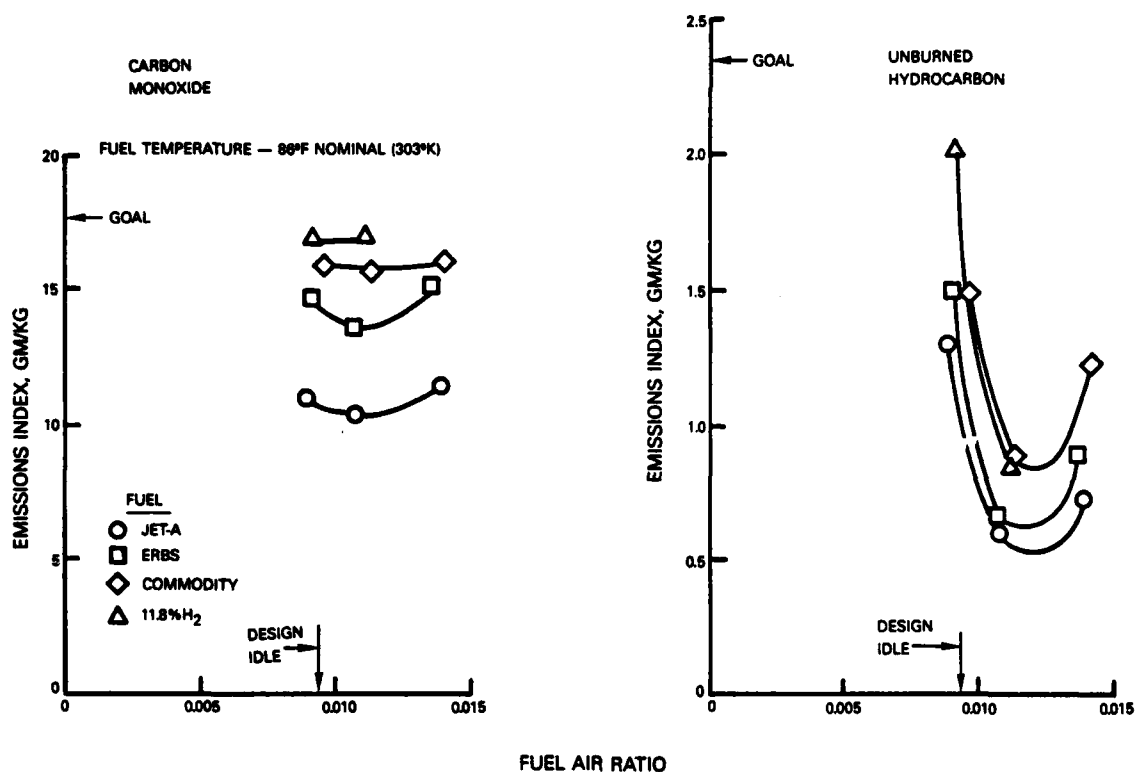 CARBON
MONOXIDE
FUEL TEMPERATURE — 86°F NOMINAL (303°K)
20
GOAL
15
10
5
0
EMISSIONS INDEX, GM/KG
FUEL
JET-A
ERBS
COMMODITY
11.8% H2
DESIGN
IDLE
0
0.005
0.010
0.015
UNBURNED
HYDROCARBON
2.5
GOAL
2.0
1.5
1.0
0.5
0
EMISSIONS INDEX, GM/KG
DESIGN
IDLE
0
0.005
0.010
0.015
FUEL AIR RATIO